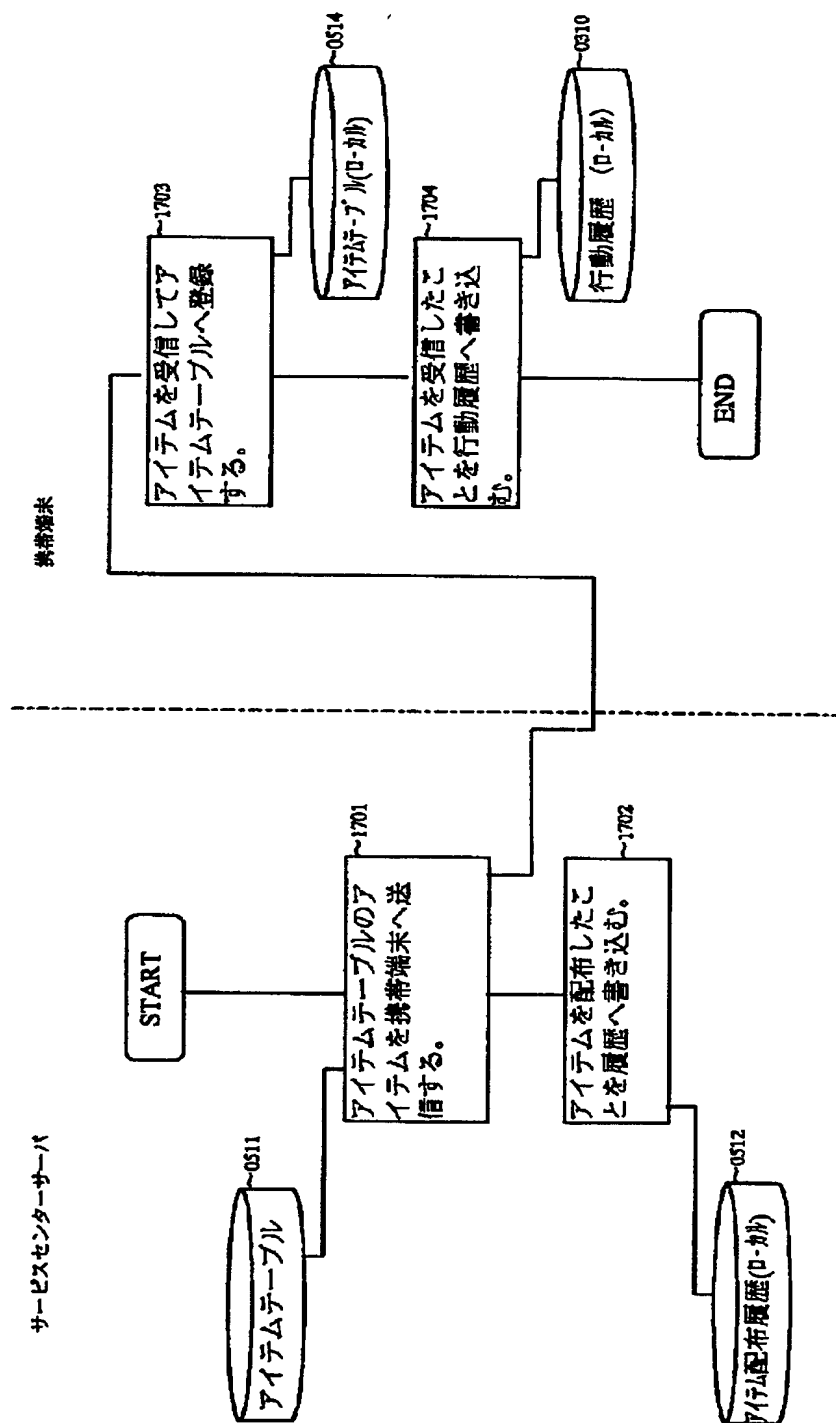 サービスセンターサーバ
START
~0511
アイテムテーブル
~1701
アイテムテーブルのア
イテムを携帯端末へ送
信する。
~1702
アイテムを配布したこ
とを履歴へ書き込む。
~0512
アイテム配布履歴(ローカル)
携帯端末
~1703
アイテムを受信してア
イテムテーブルへ登録
する。
~0514
アイテムテーブル(ローカル)
~1704
アイテムを受信したこ
とを行動履歴へ書き込
む。
~0310
行動履歴 (ローカル)
END